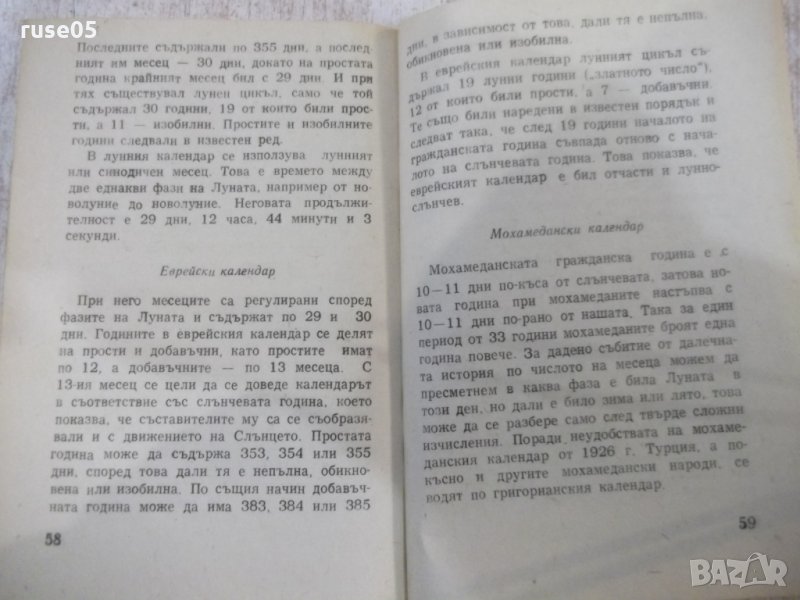 ruse05
Последните съдържали по 355 дни, а послед-
ният им месец — 30 дни, докато на простата
година крайният месец бил с 29 дни. И при
тях съществувал лунен цикъл, само че той
съдържал 30 години, 19 от които били прос-
ти, а 11 — изобилни. Простите и изобилните
години следвали в известен ред.
В лунния календар се използува лунният
или синодичен месец. Това е времето между
две еднакви фази на Луната, например от но-
волуние до новолуние. Неговата продължи-
телност е 29 дни, 12 часа, 44 минути и 3
секунди.
Еврейски календар
При него месеците са регулирани според
фазите на Луната и съдържат по 29 и 30
дни. Годините в еврейския календар се делят
на прости и добавъчни, като простите имат
по 12, а добавъчните — по 13 месеца. С
13-ия месец се цели да се доведе календарът
в съответствие със слънчевата година, което
показва, че съставителите му са се съобразя-
вали и с движението на Слънцето. Простата
година може да съдържа 353, 354 или 355
дни, според това дали тя е непълна, обикно-
вена или изобилна. По същия начин добавъч-
ната година може да има 383, 384 или 385
58
дни, в зависимост от това, дали тя е непълна,
обикновена или изобилна.
В еврейския календар лунният цикъл съ-
държал 19 лунни години („златното число“),
12 от които били прости, а 7 — добавъчни.
Те също били наредени в известен порядък и
следват така, че след 19 години началото на
гражданската година съвпада отново с нача-
лото на слънчевата година. Това показва, че
еврейският календар е бил отчасти и лунно-
слънчев.
Мохамедански календар
Мохамеданската гражданска година е с
10—11 дни по-къса от слънчевата, затова но-
вата година при мохамеданите настъпва с
10—11 дни по-рано от нашата. Така за един
период от 33 години мохамеданите броят една
година повече. За дадено събитие от далечна-
та история по числото на месеца можем да
пресметнем в каква фаза е била Луната в
този ден, но дали е било зима или лято, това
може да се разбере само след твърде сложни
изчисления. Поради неудобствата на мохаме-
данския календар от 1926 г. Турция, а по-
късно и другите мохамедански народи, се
водят по григорианския календар.
59
BAZAR